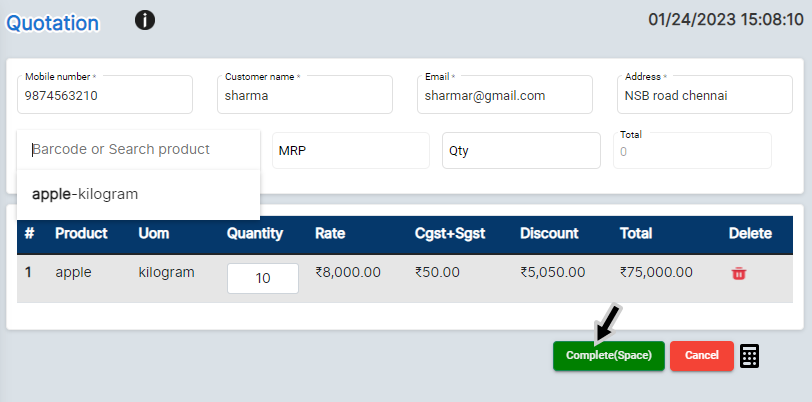 Quotation
01/24/2023 15:08:10
Mobile number * Customer name * Email * Address *
9874563210 sharma sharmar@gmail.com NSB road chennai
Total
Barcode or Search product MRP Qty 0
apple-kilogram
# Product Uom Quantity Rate Cgst+Sgst Discount Total Delete
1 apple kilogram 10 ₹8,000.00 ₹50.00 ₹5,050.00 ₹75,000.00
Complete(Space) Cancel